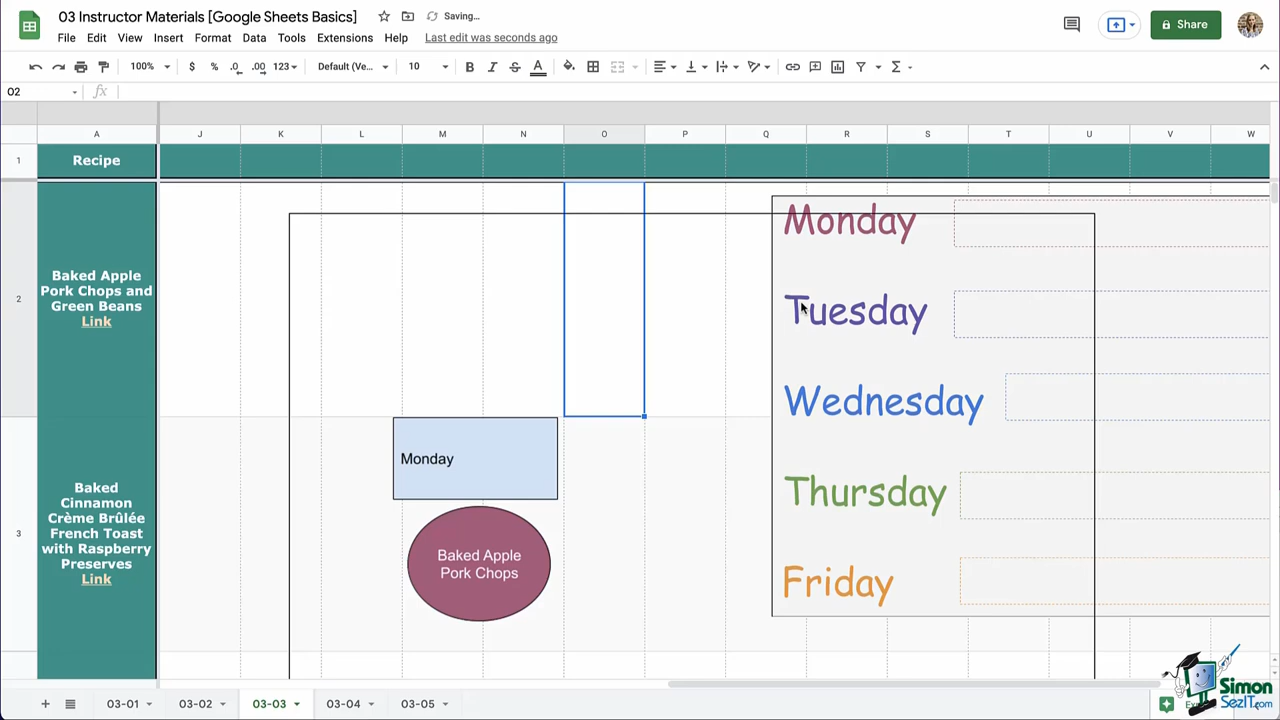 03 Instructor Materials [Google Sheets Basics]
Saving...
File Edit View Insert Format Data Tools Extensions Help Last edit was seconds ago
Share
100% $ % .0 .00 123 Default (Ve... 10 B I S A Σ
O2 fx
A J K L M N O P Q R S T U V W
1 Recipe
2
Baked Apple
Pork Chops and
Green Beans
Link
3
Baked
Cinnamon
Crème Brûlée
French Toast
with Raspberry
Preserves
Link
Monday
Baked Apple
Pork Chops
Monday
Tuesday
Wednesday
Thursday
Friday
03-01 03-02 03-03 03-04 03-05
Simon
SezIT.com